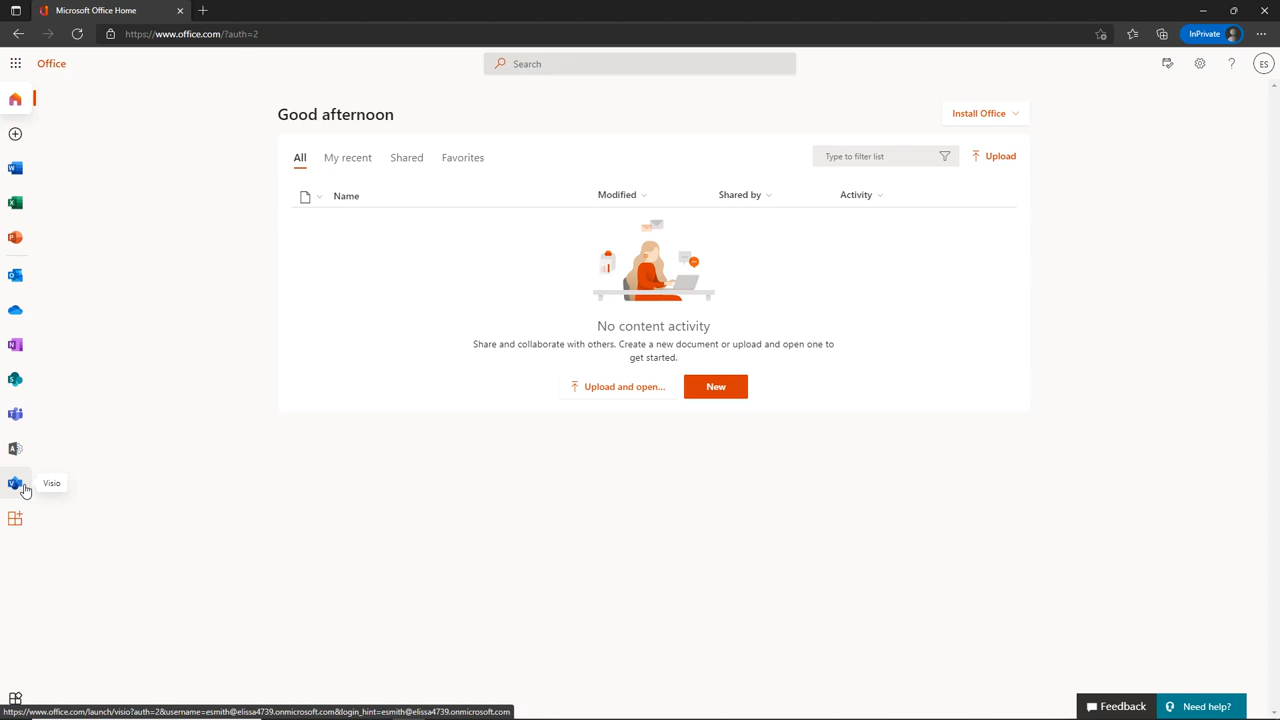 Microsoft Office Home
https://www.office.com/?auth=2
InPrivate
Office
Search
ES
Good afternoon
Install Office
All
My recent
Shared
Favorites
Type to filter list
Upload
Name
Modified
Shared by
Activity
No content activity
Share and collaborate with others. Create a new document or upload and open one to
get started.
Upload and open...
New
Visio
Feedback
Need help?
https://www.office.com/launch/visio?auth=2&username=esmith@elissa4739.onmicrosoft.com&login_hint=esmith@elissa4739.onmicrosoft.com